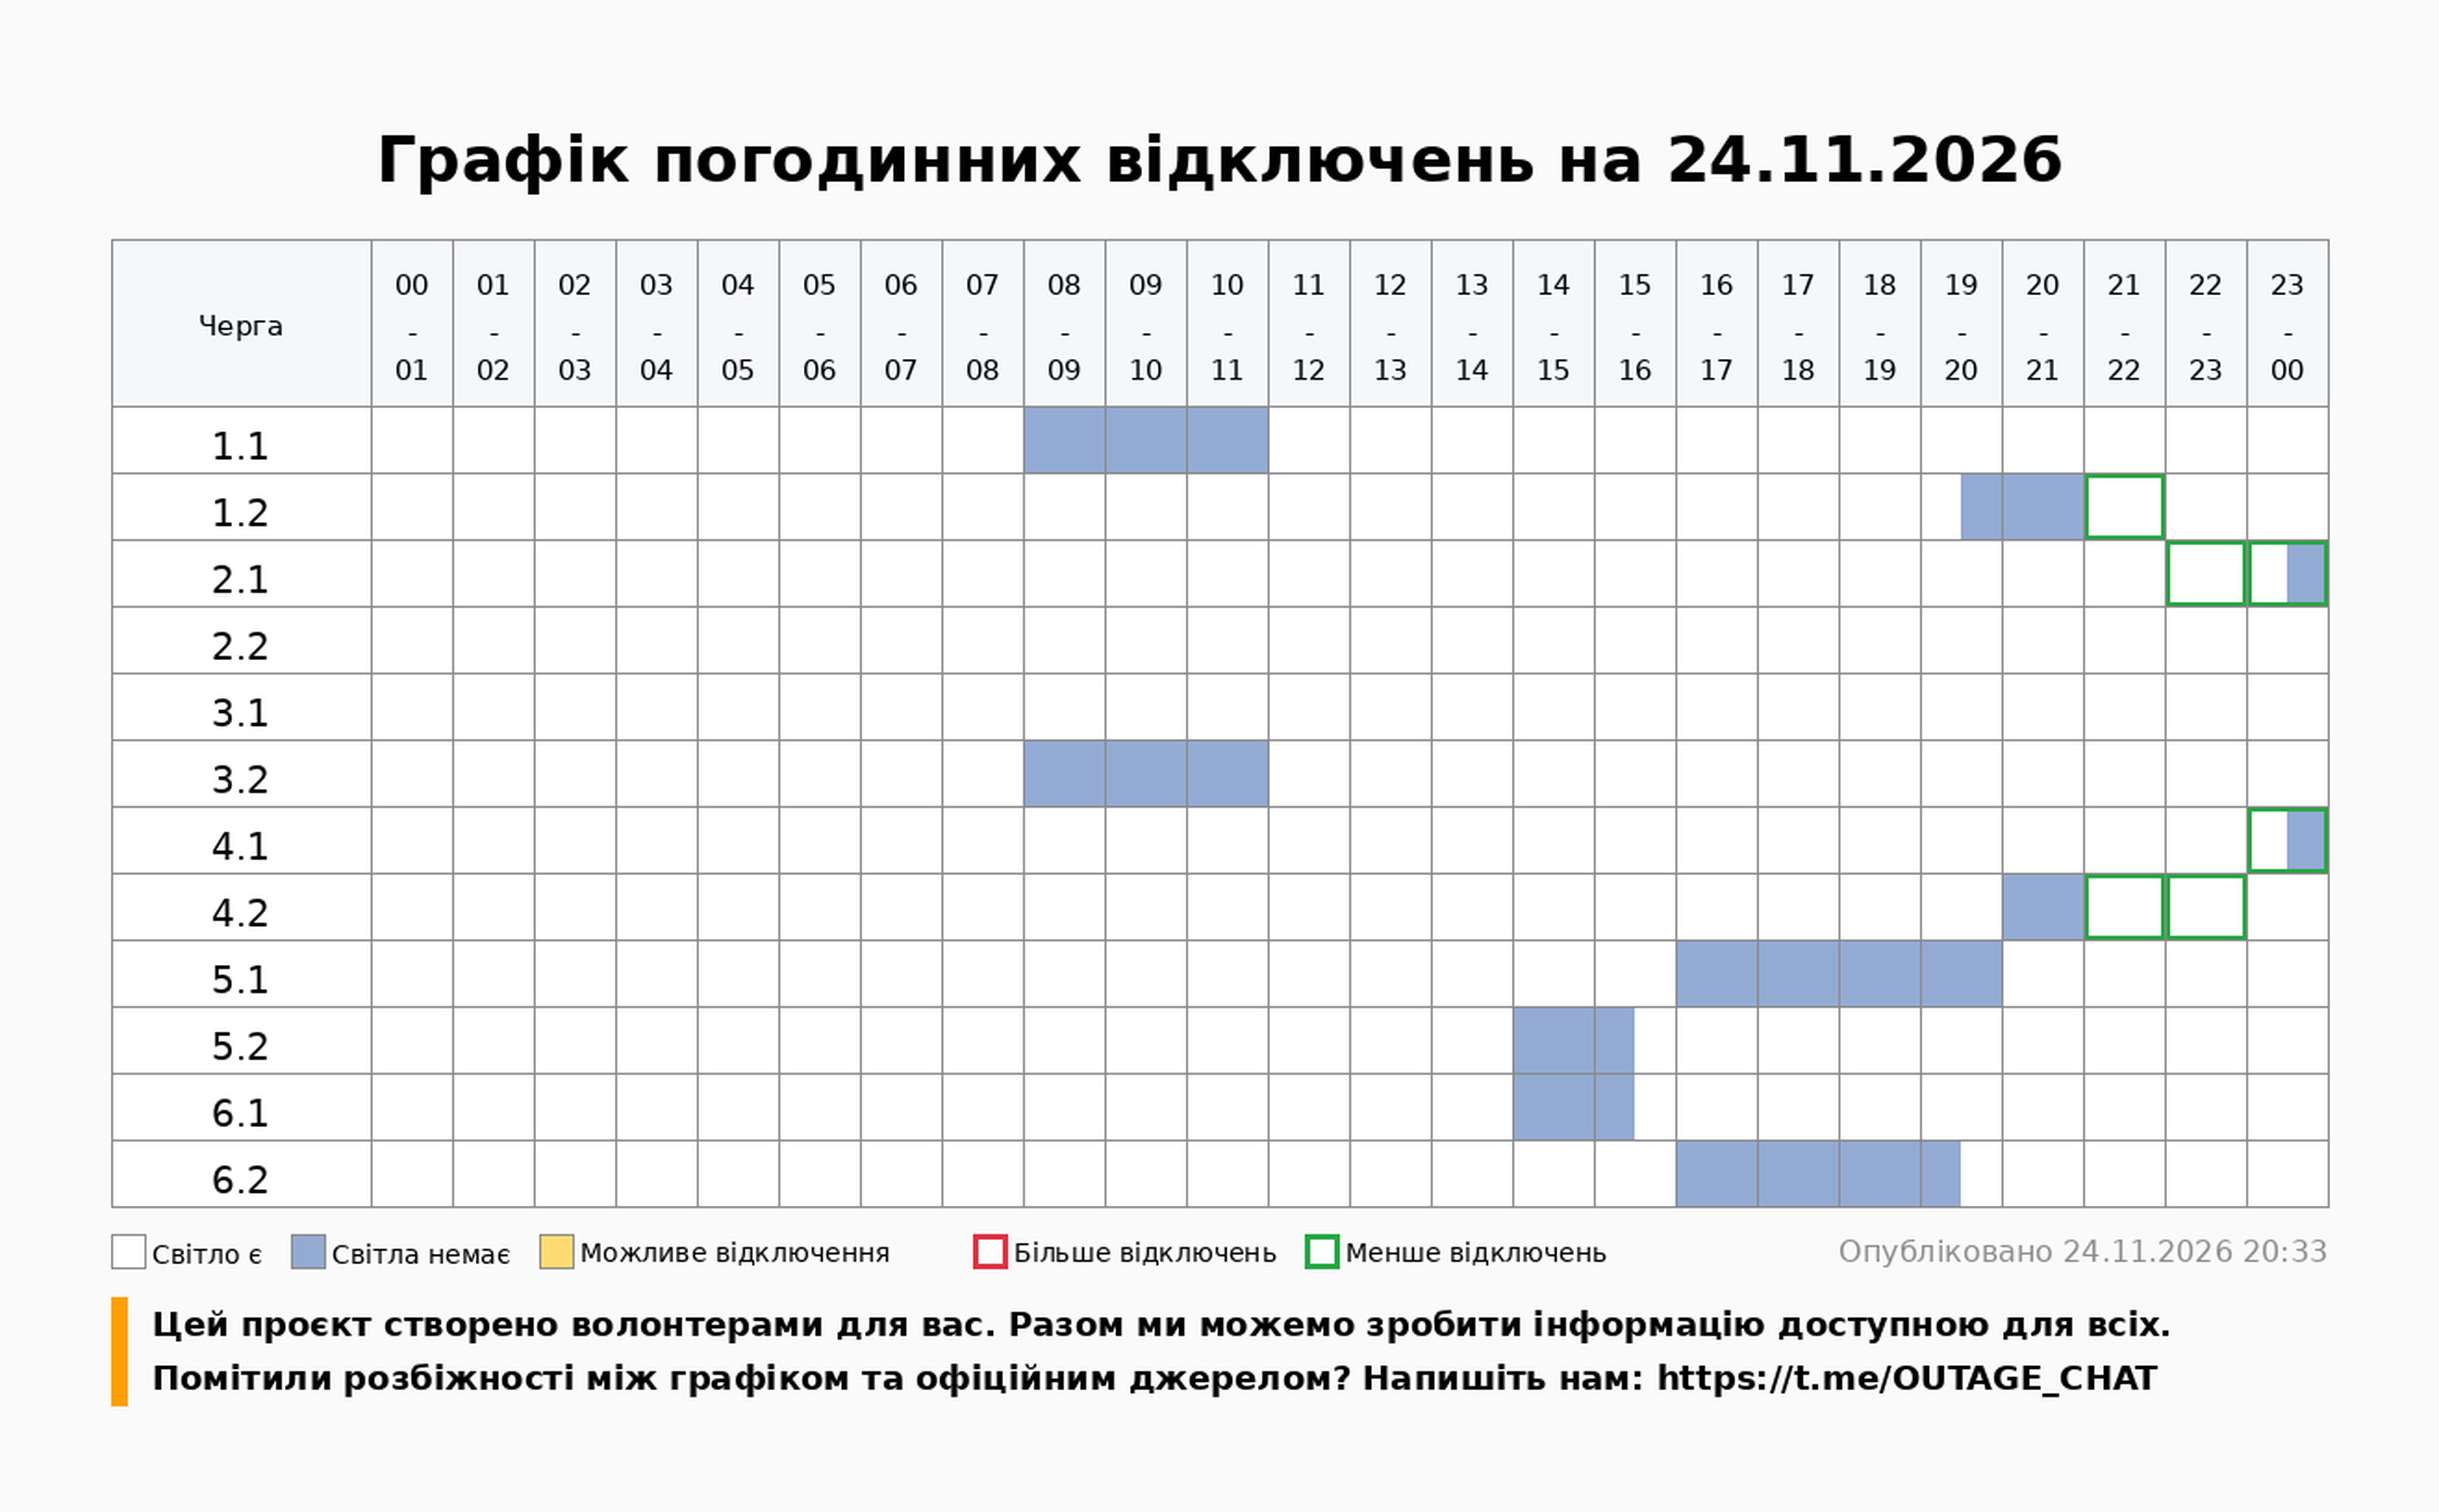 Графік погодинних відключень на 24.11.2026
Черга 00 - 01 01 - 02 02 - 03 03 - 04 04 - 05 05 - 06 06 - 07 07 - 08 08 - 09 09 - 10 10 - 11 11 - 12 12 - 13 13 - 14 14 - 15 15 - 16 16 - 17 17 - 18 18 - 19 19 - 20 20 - 21 21 - 22 22 - 23 23 - 00
1.1
1.2
2.1
2.2
3.1
3.2
4.1
4.2
5.1
5.2
6.1
6.2
Світло є Світла немає Можливе відключення Більше відключень Менше відключень Опубліковано 24.11.2026 20:33
Цей проєкт створено волонтерами для вас. Разом ми можемо зробити інформацію доступною для всіх.
Помітили розбіжності між графіком та офіційним джерелом? Напишіть нам: https://t.me/OUTAGE_CHAT